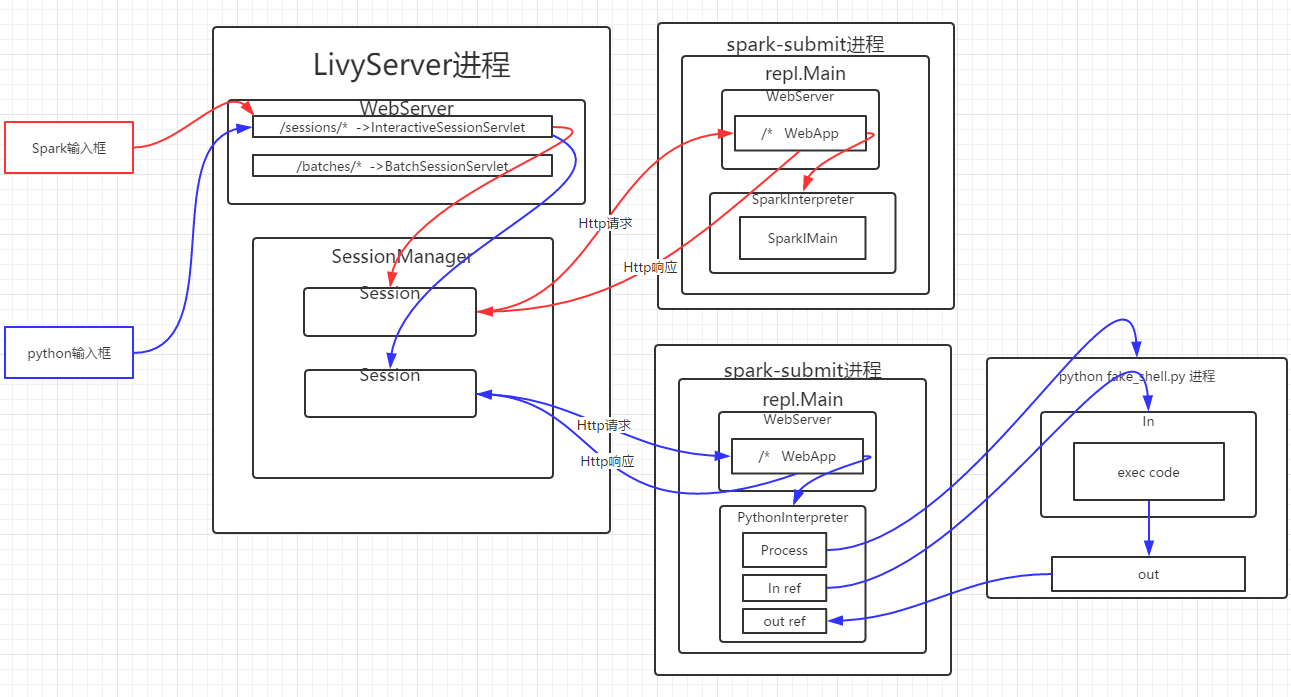 Spark输入框
python输入框
LivyServer进程
WebServer
/sessions/* ->InteractiveSessionServlet
/batches/* ->BatchSessionServlet
SessionManager
Session
Session
Http请求
Http响应
Http请求
Http响应
spark-submit进程
repl.Main
WebServer
/* WebApp
SparkInterpreter
SparkIMain
spark-submit进程
repl.Main
WebServer
/* WebApp
PythonInterpreter
Process
In ref
out ref
python fake_shell.py 进程
In
exec code
out